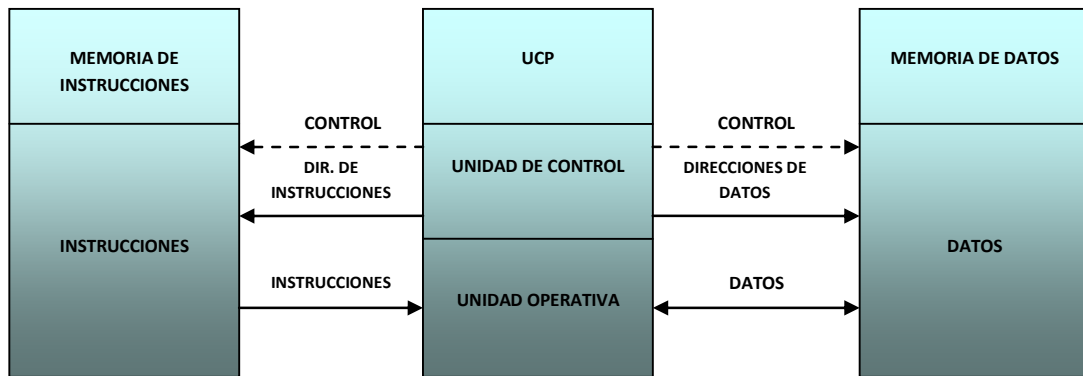 MEMORIA DE
INSTRUCCIONES
UCP
MEMORIA DE DATOS
CONTROL
CONTROL
DIR. DE
INSTRUCCIONES
UNIDAD DE CONTROL
DIRECCIONES DE
DATOS
INSTRUCCIONES
DATOS
INSTRUCCIONES
UNIDAD OPERATIVA
DATOS